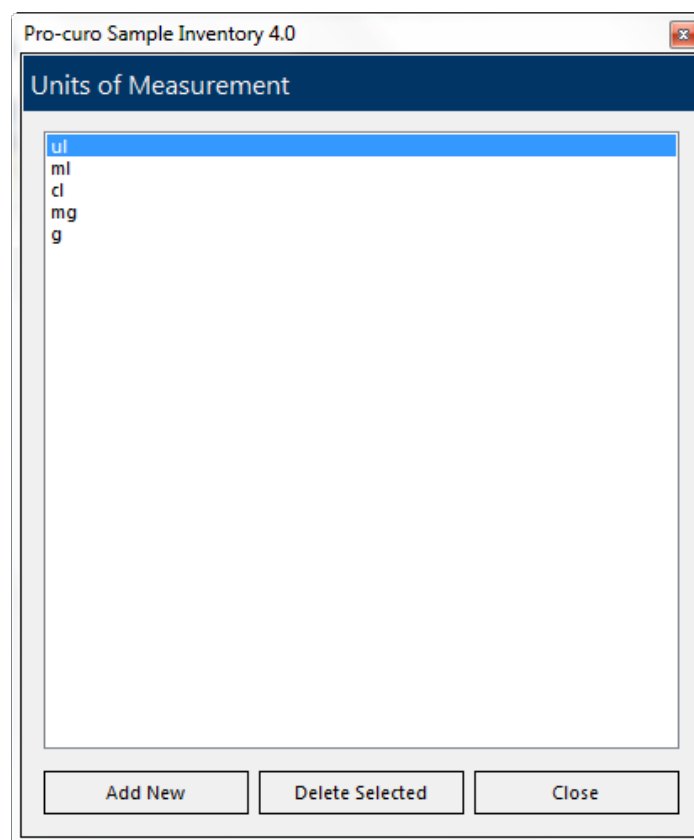 Pro-curo Sample Inventory 4.0
Units of Measurement
ul
ml
cl
mg
g
Add New
Delete Selected
Close